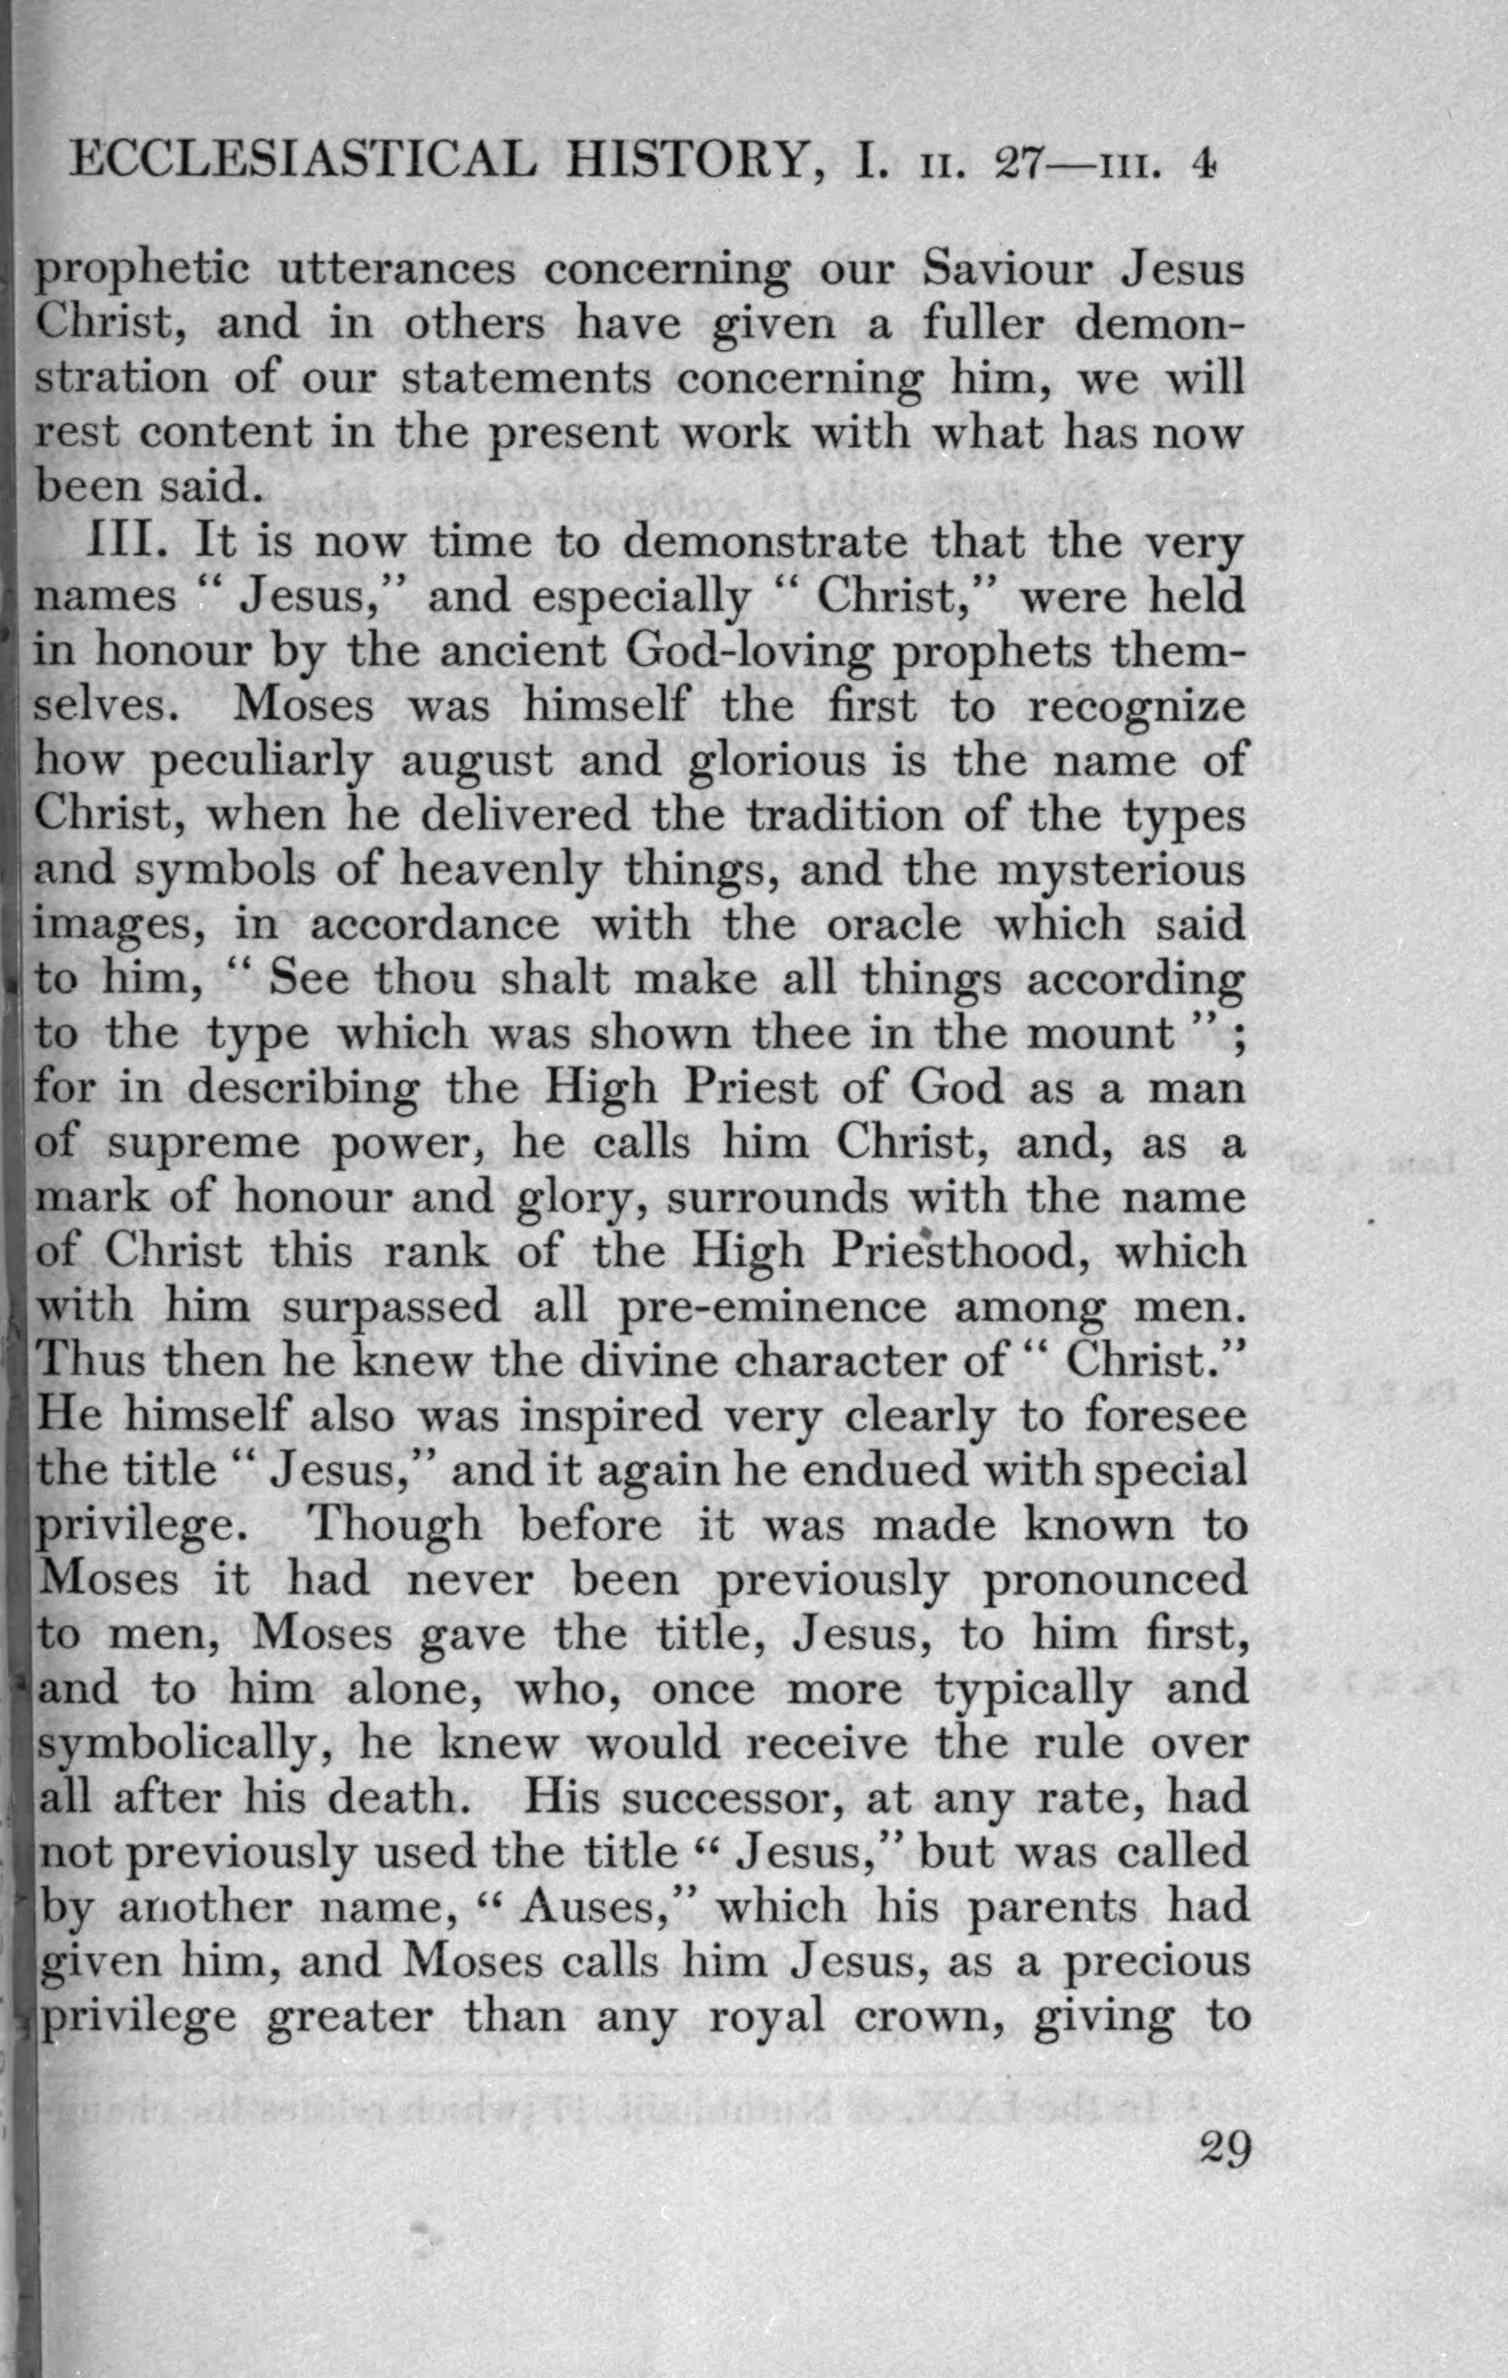 ECCLESIASTICAL HISTORY, I. II. 27—III. 4
prophetic utterances concerning our Saviour Jesus
Christ, and in others have given a fuller demon-
stration of our statements concerning him, we will
rest content in the present work with what has now
been said.
III. It is now time to demonstrate that the very
names “ Jesus,” and especially “ Christ,” were held
in honour by the ancient God-loving prophets them-
selves. Moses was himself the first to recognize
how peculiarly august and glorious is the name of
Christ, when he delivered the tradition of the types
and symbols of heavenly things, and the mysterious
images, in accordance with the oracle which said
to him, “ See thou shalt make all things according
to the type which was shown thee in the mount ” ;
for in describing the High Priest of God as a man
of supreme power, he calls him Christ, and, as a
mark of honour and glory, surrounds with the name
of Christ this rank of the High Priesthood, which
with him surpassed all pre-eminence among men.
Thus then he knew the divine character of “ Christ.”
He himself also was inspired very clearly to foresee
the title “ Jesus,” and it again he endued with special
privilege. Though before it was made known to
Moses it had never been previously pronounced
to men, Moses gave the title, Jesus, to him first,
and to him alone, who, once more typically and
symbolically, he knew would receive the rule over
all after his death. His successor, at any rate, had
not previously used the title “ Jesus,” but was called
by another name, “ Auses,” which his parents had
given him, and Moses calls him Jesus, as a precious
privilege greater than any royal crown, giving to
29